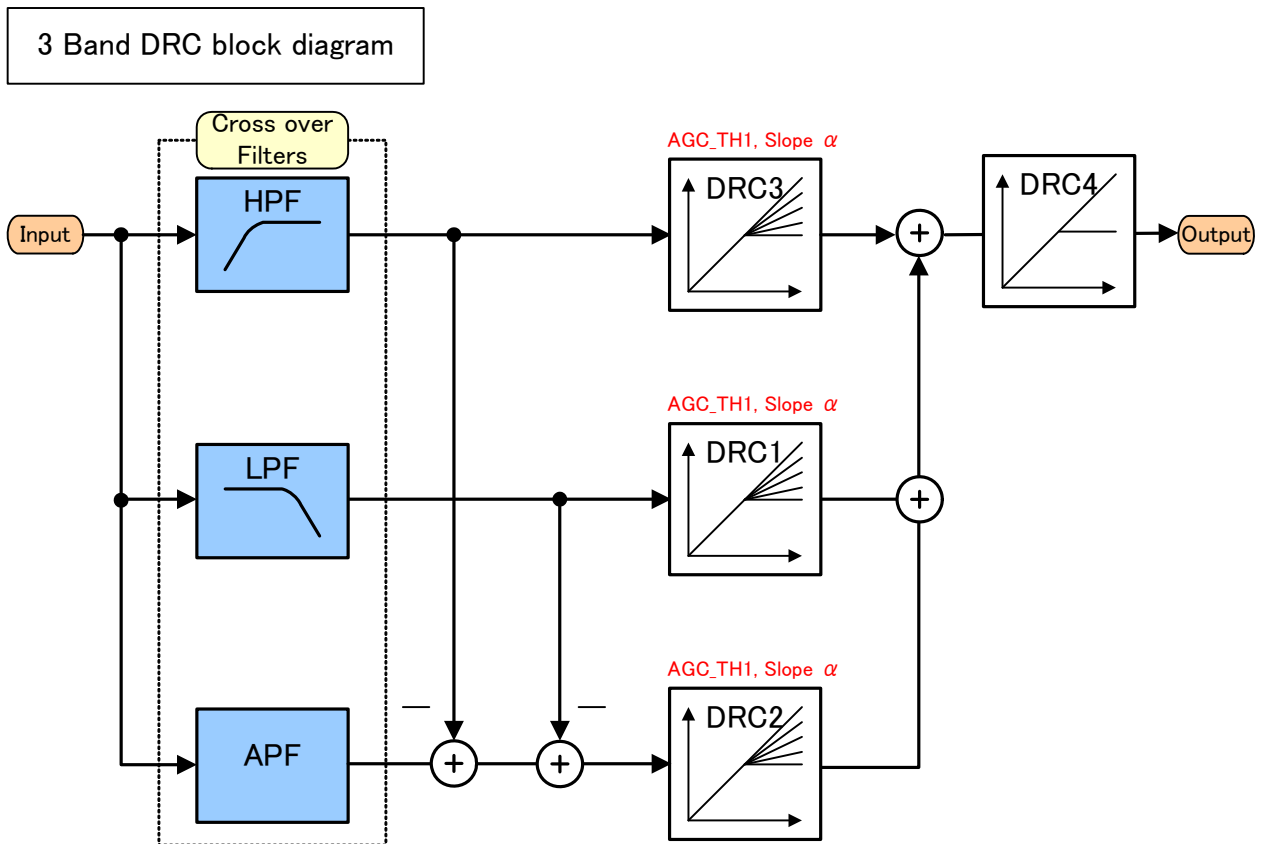 3 Band DRC block diagram
Cross over
Filters
AGC_TH1, Slope α
HPF
DRC3
DRC4
Input
+
Output
AGC_TH1, Slope α
LPF
DRC1
+
AGC_TH1, Slope α
—
—
DRC2
APF
+
+